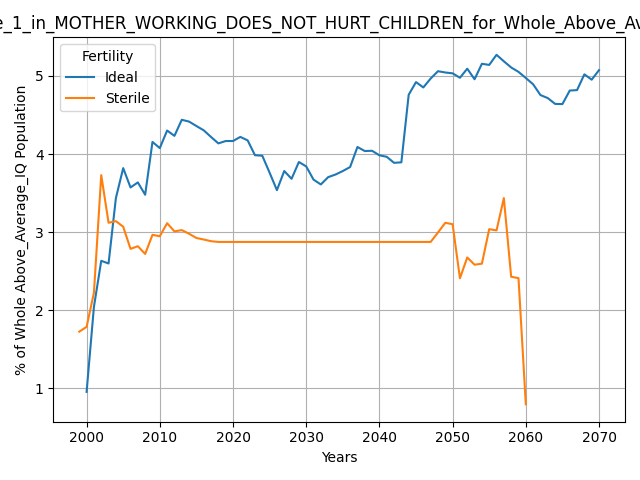 1_in_MOTHER_WORKING_DOES_NOT_HURT_CHILDREN_for_Whole_Above_Av
Fertility
Ideal
Sterile
% of Whole Above_Average_IQ Population
5
4
3
2
1
2000 2010 2020 2030 2040 2050 2060 2070
Years